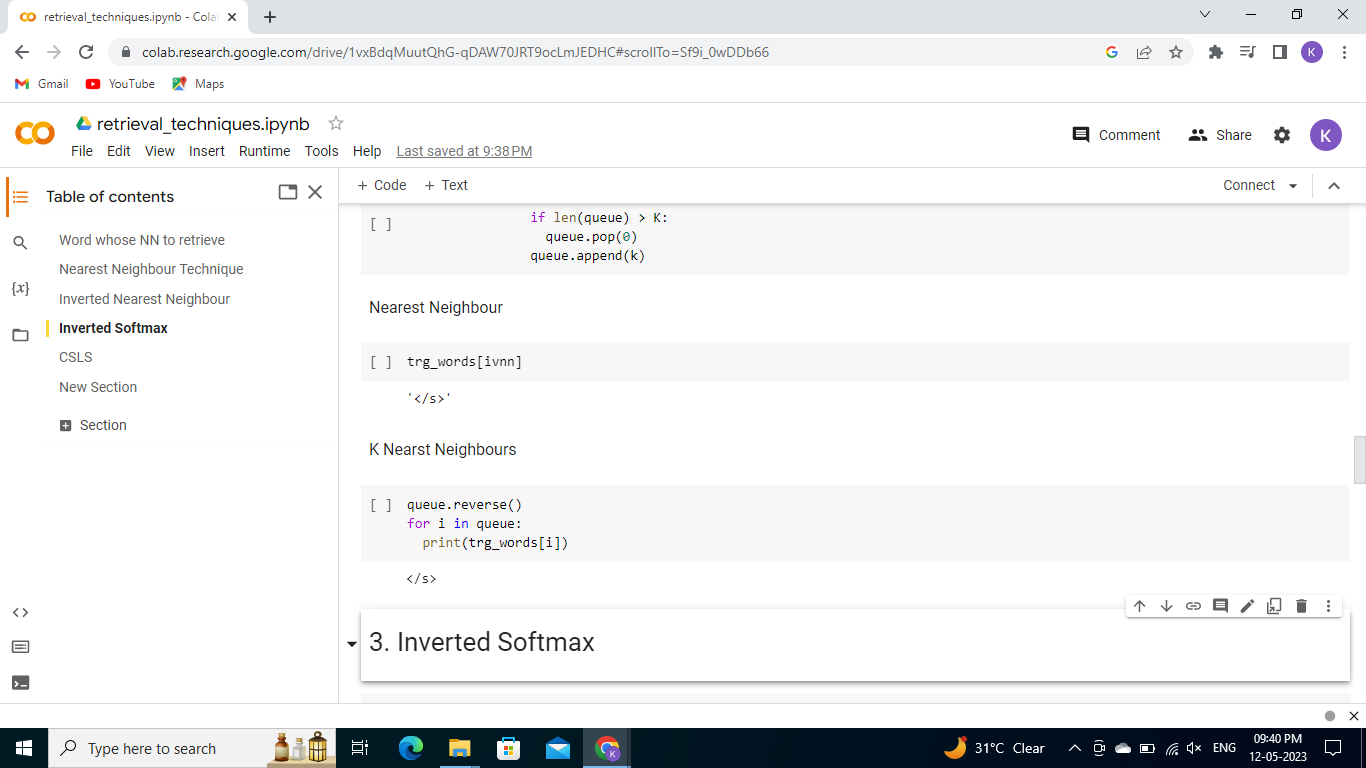 retrieval_techniques.ipynb - Cola
colab.research.google.com/drive/1vxBdqMuutQhG-qDAW70JRT9ocLmJEDHC#scrollTo=Sf9i_0wDDb66
K
Gmail
YouTube
Maps
retrieval_techniques.ipynb
File Edit View Insert Runtime Tools Help Last saved at 9:38 PM
Comment
Share
K
Table of contents
Word whose NN to retrieve
Nearest Neighbour Technique
Inverted Nearest Neighbour
Inverted Softmax
CSLS
New Section
Section
{x}
<>
+ Code + Text
Connect
[ ]
if len(queue) > K:
queue.pop(0)
queue.append(k)
Nearest Neighbour
[ ] trg_words[ivnn]
'</s>'
K Nearst Neighbours
[ ] queue.reverse()
for i in queue:
print(trg_words[i])
</s>
3. Inverted Softmax
Type here to search
K
31°C Clear
ENG
09:40 PM
12-05-2023